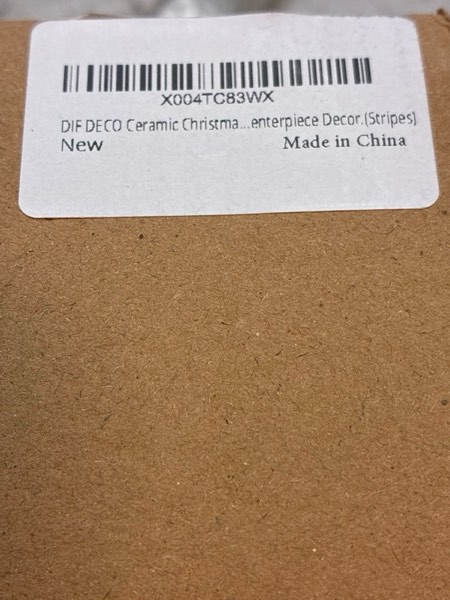 X004TC83WX
DIF DECO Ceramic Christma...enterpiece Decor.(Stripes)
New Made in China